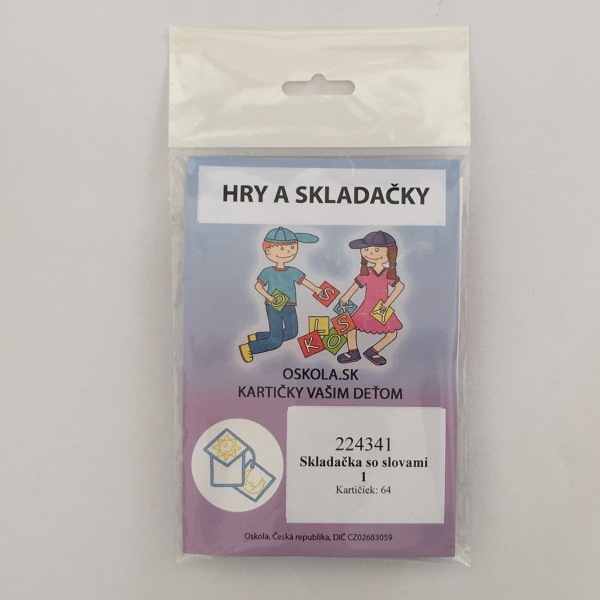 HRY A SKLADAČKY
S
L
O
Š
K
OSKOLA.SK
KARTIČKY VAŠIM DEŤOM
224341
Skladačka so slovami
1
Kartičiek: 64
Oskola, Česká republika, DIČ CZ02683059